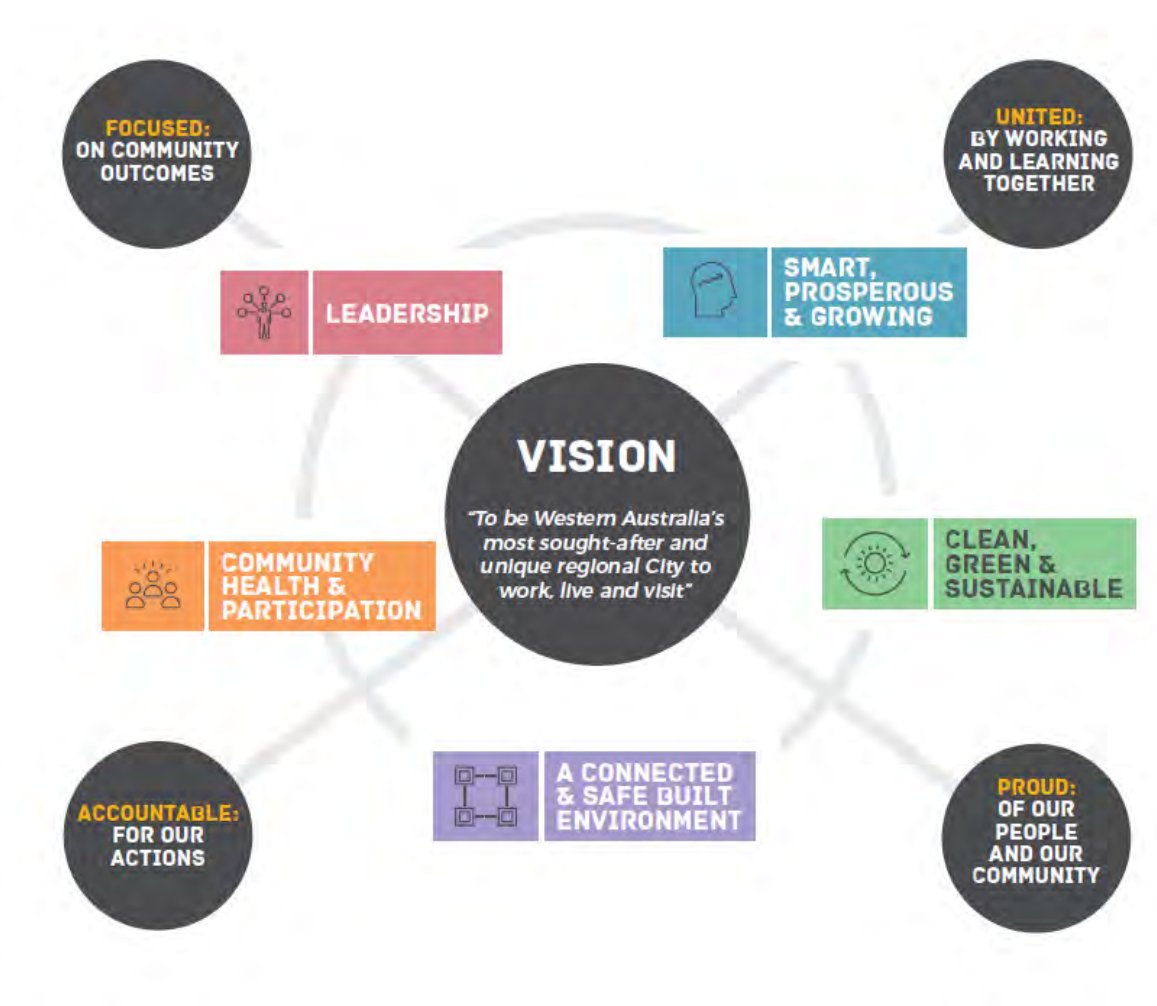 FOCUSED:
ON COMMUNITY
OUTCOMES
UNITED:
BY WORKING
AND LEARNING
TOGETHER
LEADERSHIP
SMART,
PROSPEROUS
& GROWING
VISION
"To be Western Australia's
most sought-after and
unique regional City to
work, live and visit"
COMMUNITY
HEALTH &
PARTICIPATION
CLEAN,
GREEN &
SUSTAINABLE
A CONNECTED
& SAFE BUILT
ENVIRONMENT
ACCOUNTABLE:
FOR OUR
ACTIONS
PROUD:
OF OUR
PEOPLE
AND OUR
COMMUNITY